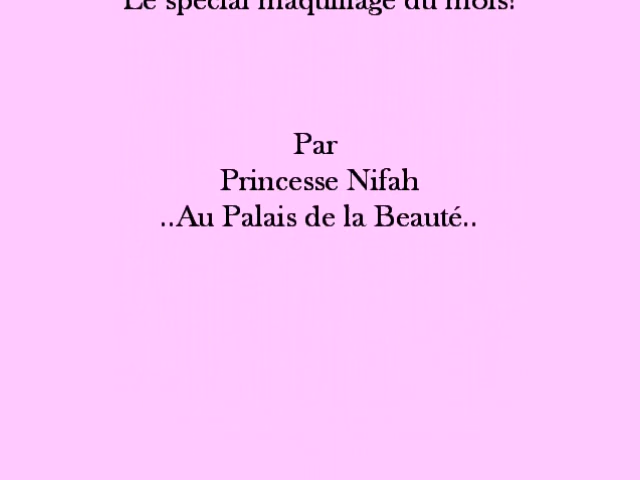 Le spécial maquillage du mois!
Par
Princesse Nifah
..Au Palais de la Beauté..